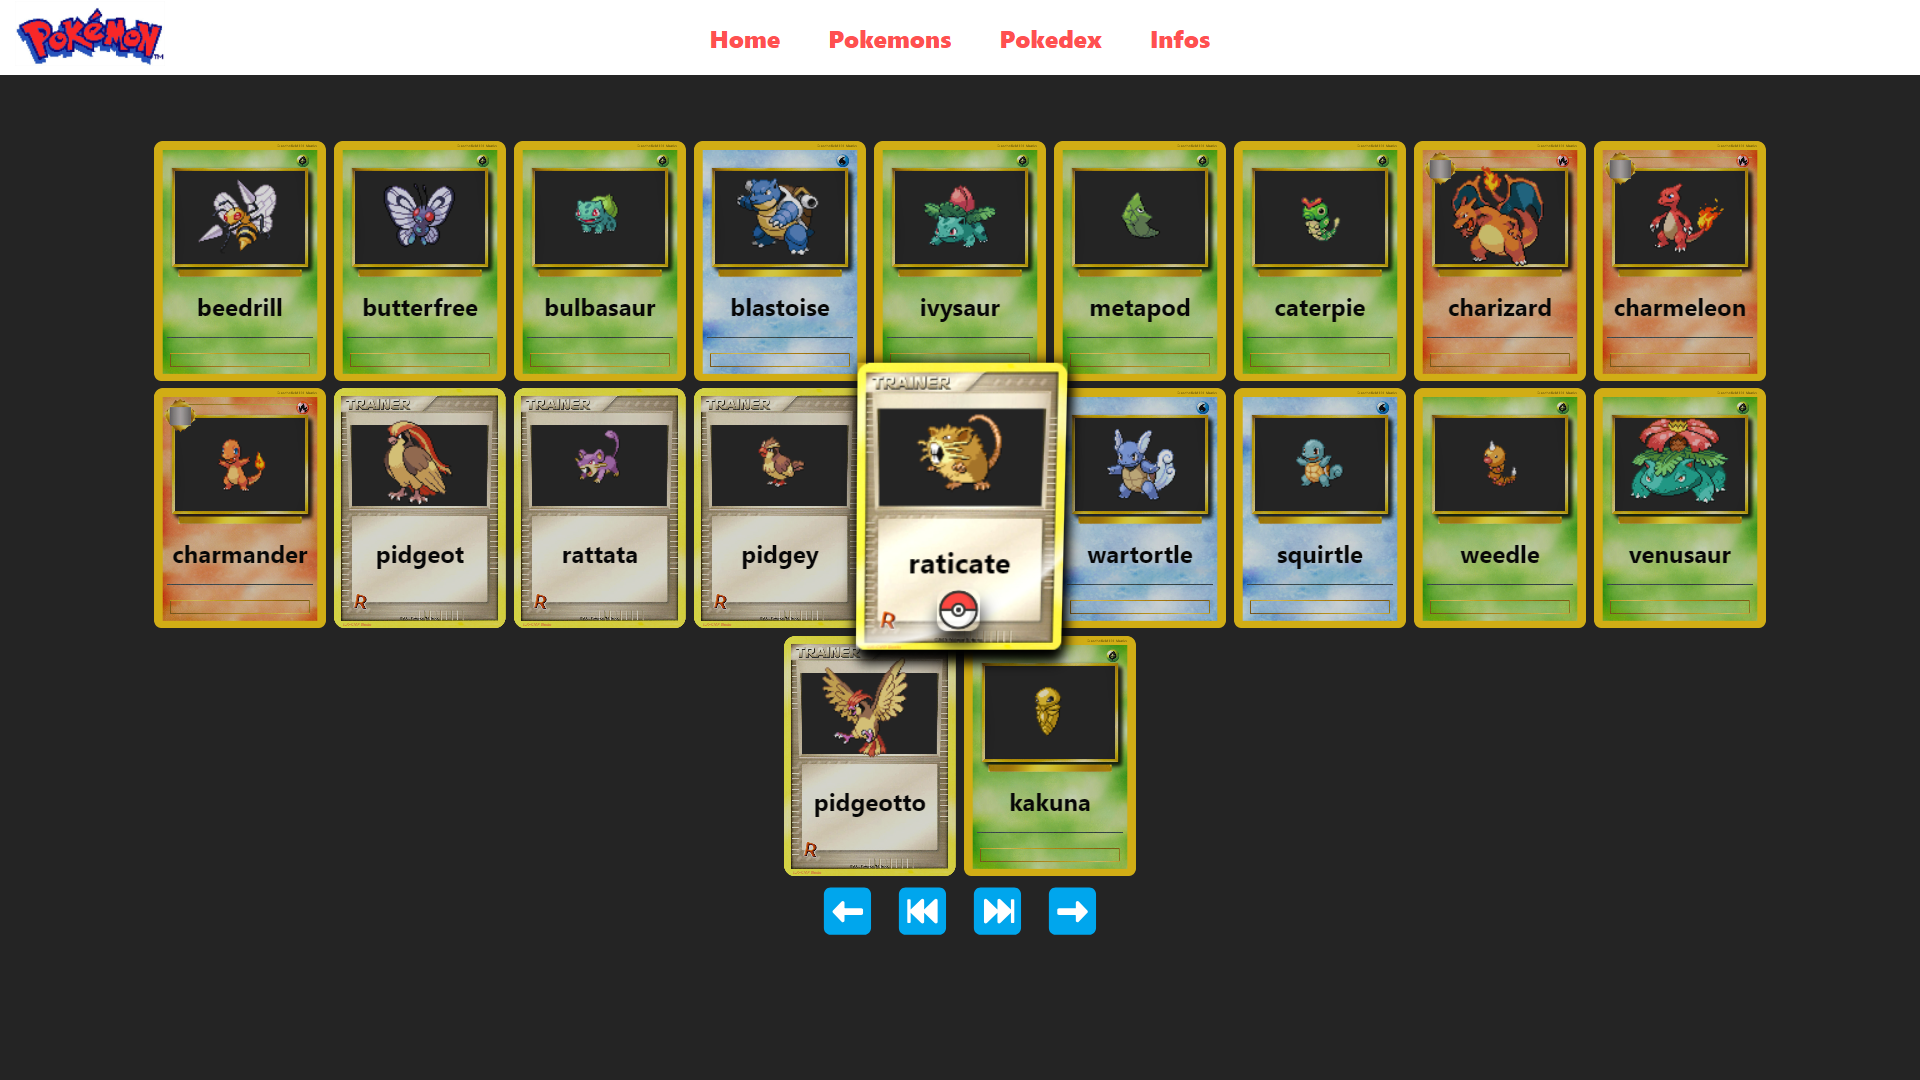 POKéMON TM
Home Pokemons Pokedex Infos
beedrill butterfree bulbasaur blastoise ivysaur metapod caterpie charizard charmeleon
TRAINER TRAINER TRAINER TRAINER
charmander pidgeot rattata pidgey raticate wartortle squirtle weedle venusaur
R R R R
TRAINER
pidgeotto kakuna
R